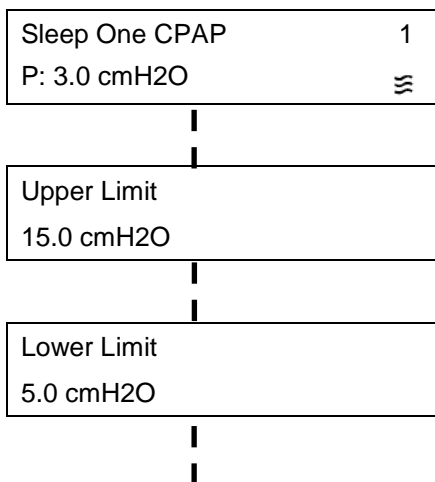 Sleep One CPAP 1
P: 3.0 cmH2O
Upper Limit
15.0 cmH2O
Lower Limit
5.0 cmH2O